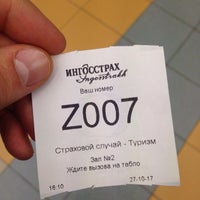 ИНГОССТРАХ
Ingosstrakh
Ваш номер
Z007
Страховой случай - Туризм
Зал №2
Ждите вызова на табло
16:10 27-10-17